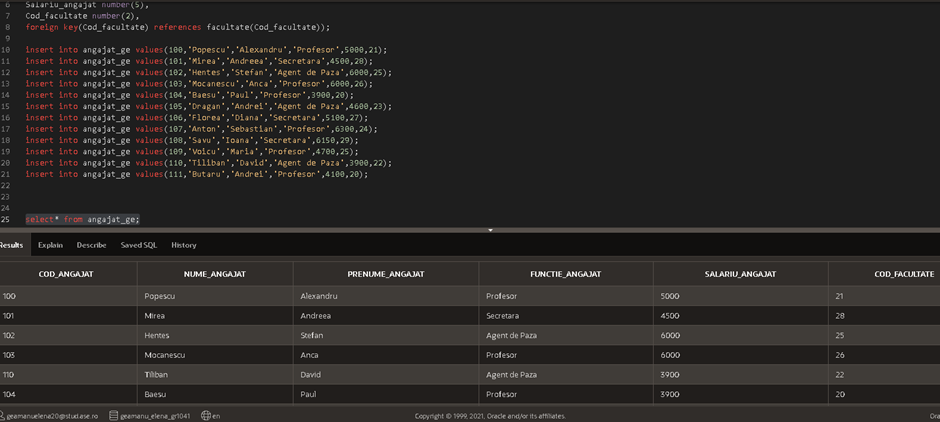 6 Salariu_angajat number(5),
7 Cod_facultate number(2),
8 foreign key(Cod_facultate) references facultate(Cod_facultate));
9
10 insert into angajat_ge values(100,'Popescu','Alexandru','Profesor',5000,21);
11 insert into angajat_ge values(101,'Mirea','Andreea','Secretara',4500,28);
12 insert into angajat_ge values(102,'Hentes','Stefan','Agent de Paza',6000,25);
13 insert into angajat_ge values(103,'Mocanescu','Anca','Profesor',6000,26);
14 insert into angajat_ge values(104,'Baesu','Paul','Profesor',3900,20);
15 insert into angajat_ge values(105,'Dragan','Andrei','Agent de Paza',4600,23);
16 insert into angajat_ge values(106,'Florea','Diana','Secretara',5100,27);
17 insert into angajat_ge values(107,'Anton','Sebastian','Profesor',6300,24);
18 insert into angajat_ge values(108,'Savu','Ioana','Secretara',6150,29);
19 insert into angajat_ge values(109,'Voicu','Maria','Profesor',4700,25);
20 insert into angajat_ge values(110,'Tiliban','David','Agent de Paza',3900,22);
21 insert into angajat_ge values(111,'Butaru','Andrei','Profesor',4100,20);
22
23
24
25 select* from angajat_ge;
Results Explain Describe Saved SQL History
COD_ANGAJAT NUME_ANGAJAT PRENUME_ANGAJAT FUNCTIE_ANGAJAT SALARIU_ANGAJAT COD_FACULTATE
100 Popescu Alexandru Profesor 5000 21
101 Mirea Andreea Secretara 4500 28
102 Hentes Stefan Agent de Paza 6000 25
103 Mocanescu Anca Profesor 6000 26
110 Tiliban David Agent de Paza 3900 22
104 Baesu Paul Profesor 3900 20
geamanuelena20@stud.ase.ro geamanu_elena_gr1041 en Copyright © 1999, 2021, Oracle and/or its affiliates. Ora